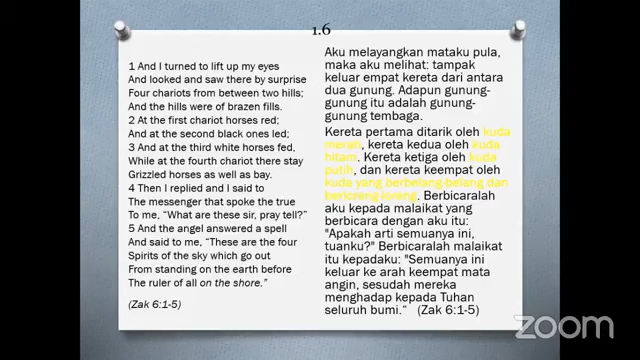 1.6
1 And I turned to lift up my eyes
And looked and saw there by surprise
Four chariots from between two hills;
And the hills were of brazen fills.
2 At the first chariot horses red;
And at the second black ones led;
3 And at the third white horses fed,
While at the fourth chariot there stay
Grizzled horses as well as bay.
4 Then I replied and I said to
The messenger that spoke the true
To me, “What are these sir, pray tell?”
5 And the angel answered a spell
And said to me, “These are the four
Spirits of the sky which go out
From standing on the earth before
The ruler of all on the shore.”
(Zak 6:1-5)
Aku melayangkan mataku pula,
maka aku melihat: tampak
keluar empat kereta dari antara
dua gunung. Adapun gunung-
gunung itu adalah gunung-
gunung tembaga.
Kereta pertama ditarik oleh kuda
merah, kereta kedua oleh kuda
hitam. Kereta ketiga oleh kuda
putih, dan kereta keempat oleh
kuda yang berbelang-belang dan
berloreng-loreng. Berbicaralah
aku kepada malaikat yang
berbicara dengan aku itu:
"Apakah arti semuanya ini,
tuanku?" Berbicaralah malaikat
itu kepadaku: "Semuanya ini
keluar ke arah keempat mata
angin, sesudah mereka
menghadap kepada Tuhan
seluruh bumi.“ (Zak 6:1-5)
zoom